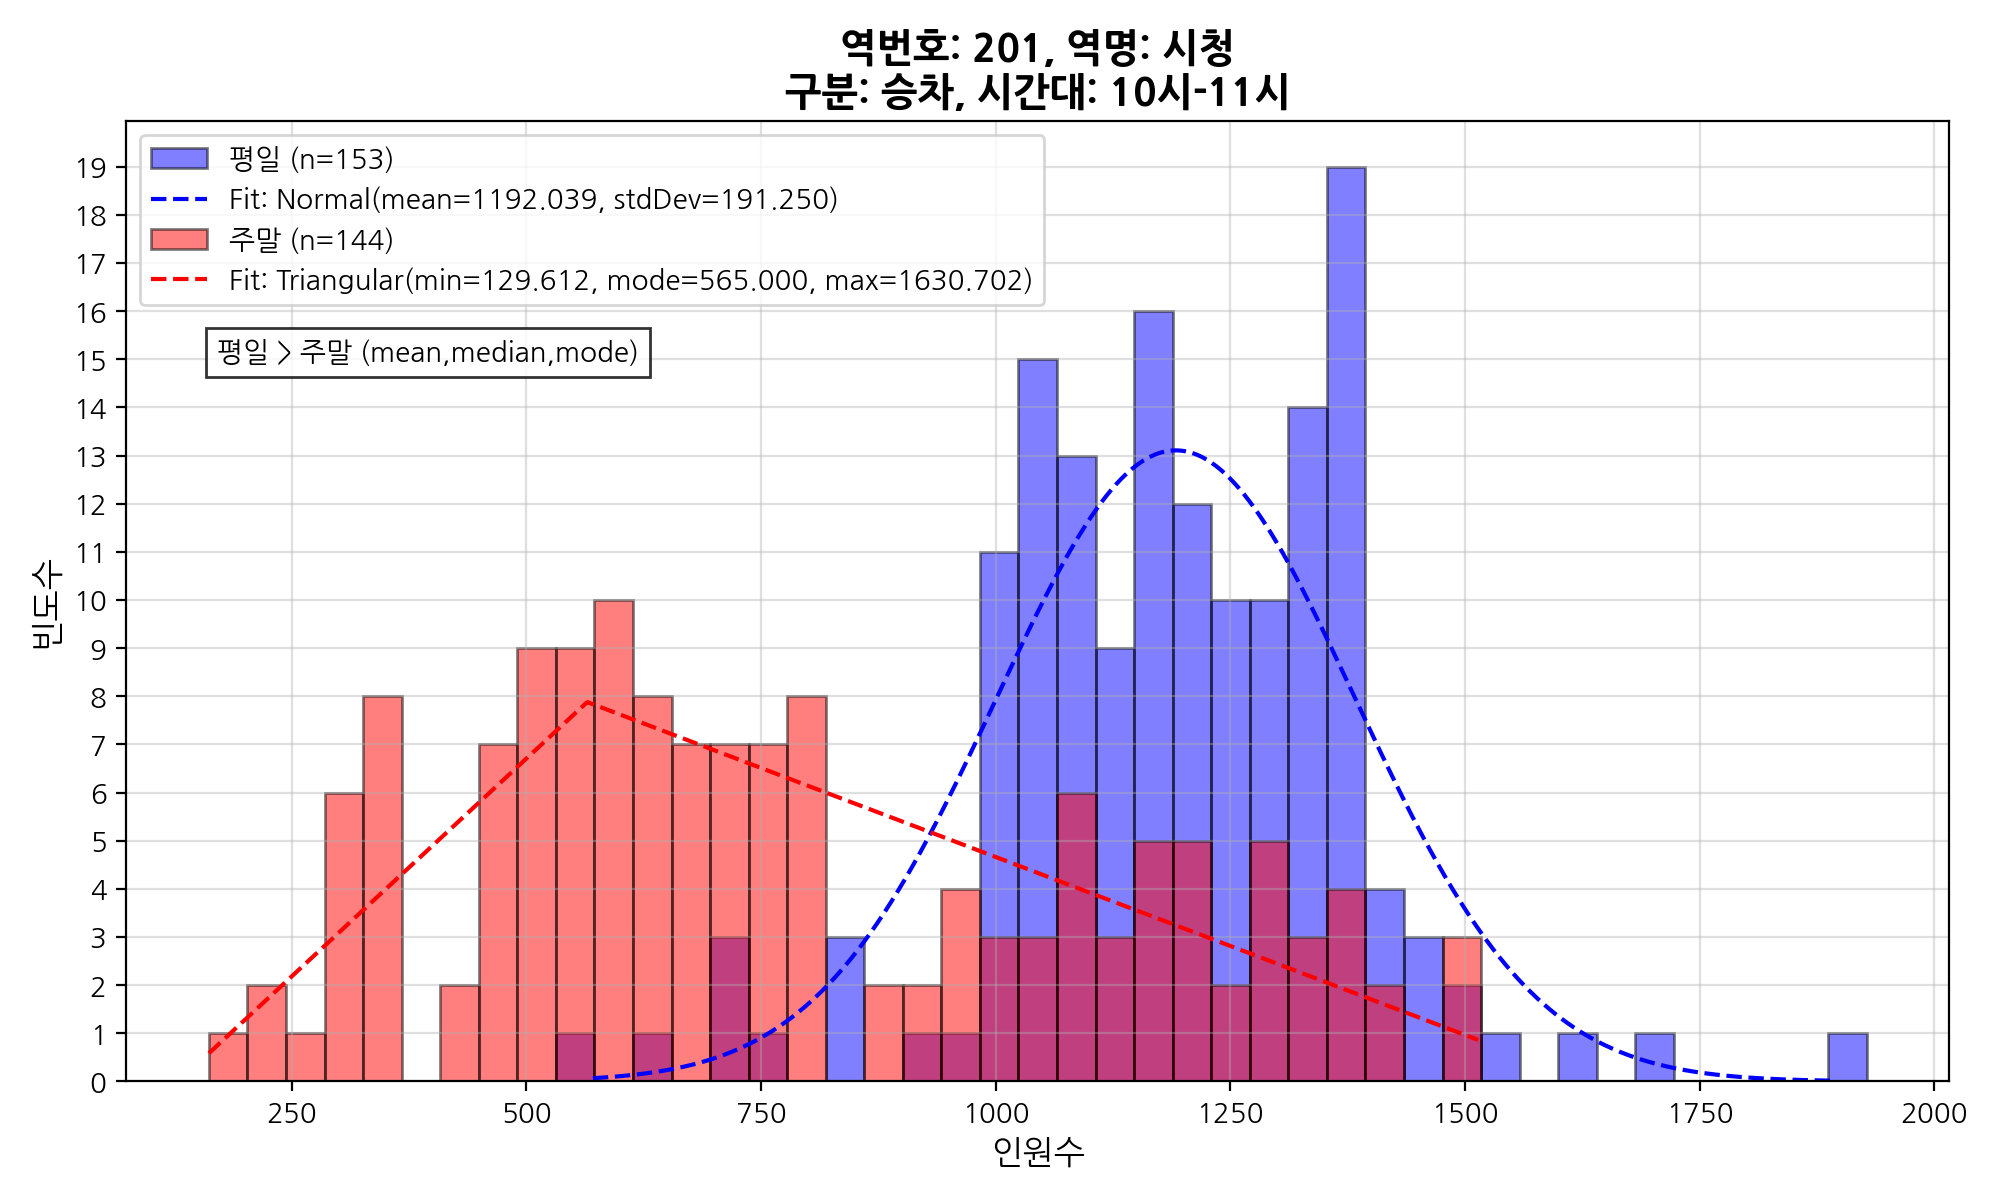 역번호: 201, 역명: 시청
구분: 승차, 시간대: 10시-11시
평일 (n=153)
Fit: Normal(mean=1192.039, stdDev=191.250)
주말 (n=144)
Fit: Triangular(min=129.612, mode=565.000, max=1630.702)
평일 > 주말 (mean,median,mode)
빈도수
19
18
17
16
15
14
13
12
11
10
9
8
7
6
5
4
3
2
1
0
250 500 750 1000 1250 1500 1750 2000
인원수